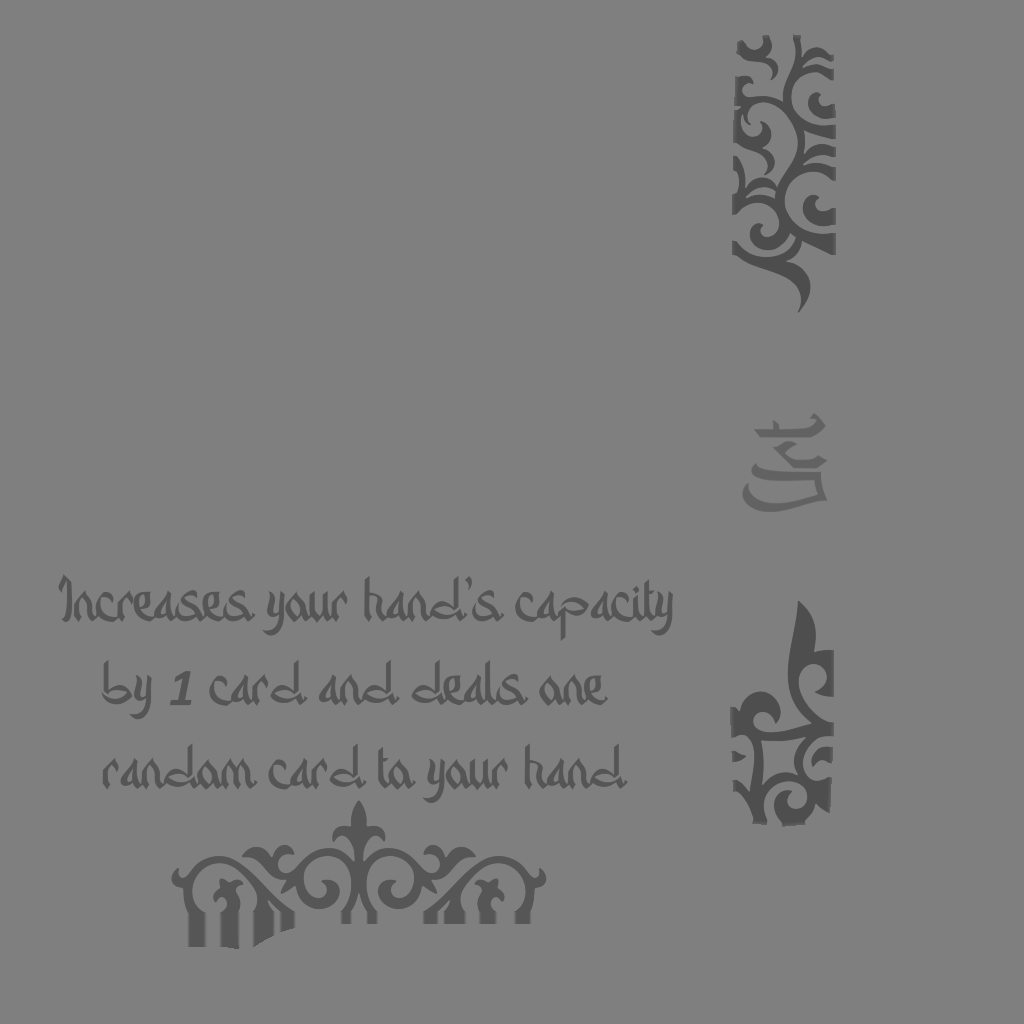 Increases your hand's capacity
by 1 card and deals one
random card to your hand